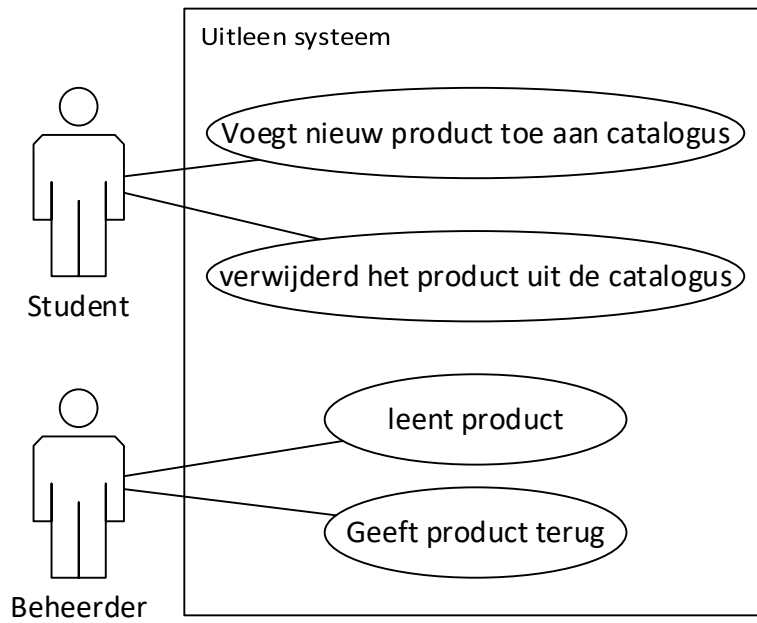 Uitleen systeem
Voegt nieuw product toe aan catalogus
verwijderd het product uit de catalogus
Student
leent product
Geeft product terug
Beheerder